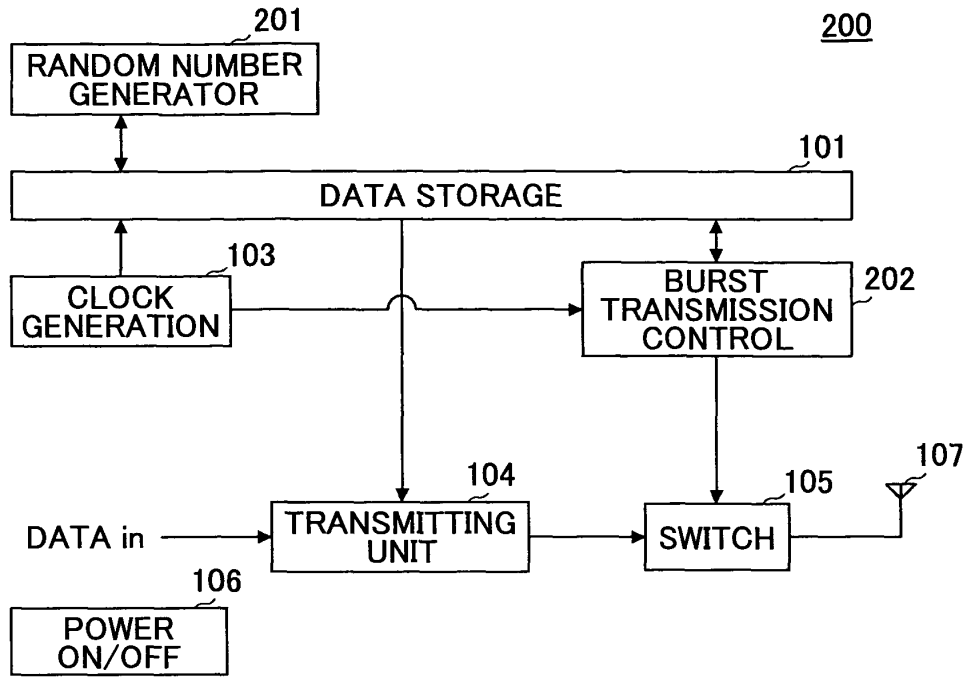 200
201
RANDOM NUMBER
GENERATOR
101
DATA STORAGE
103
CLOCK
GENERATION
202
BURST
TRANSMISSION
CONTROL
104
TRANSMITTING
UNIT
105
SWITCH
107
DATA in
106
POWER
ON/OFF